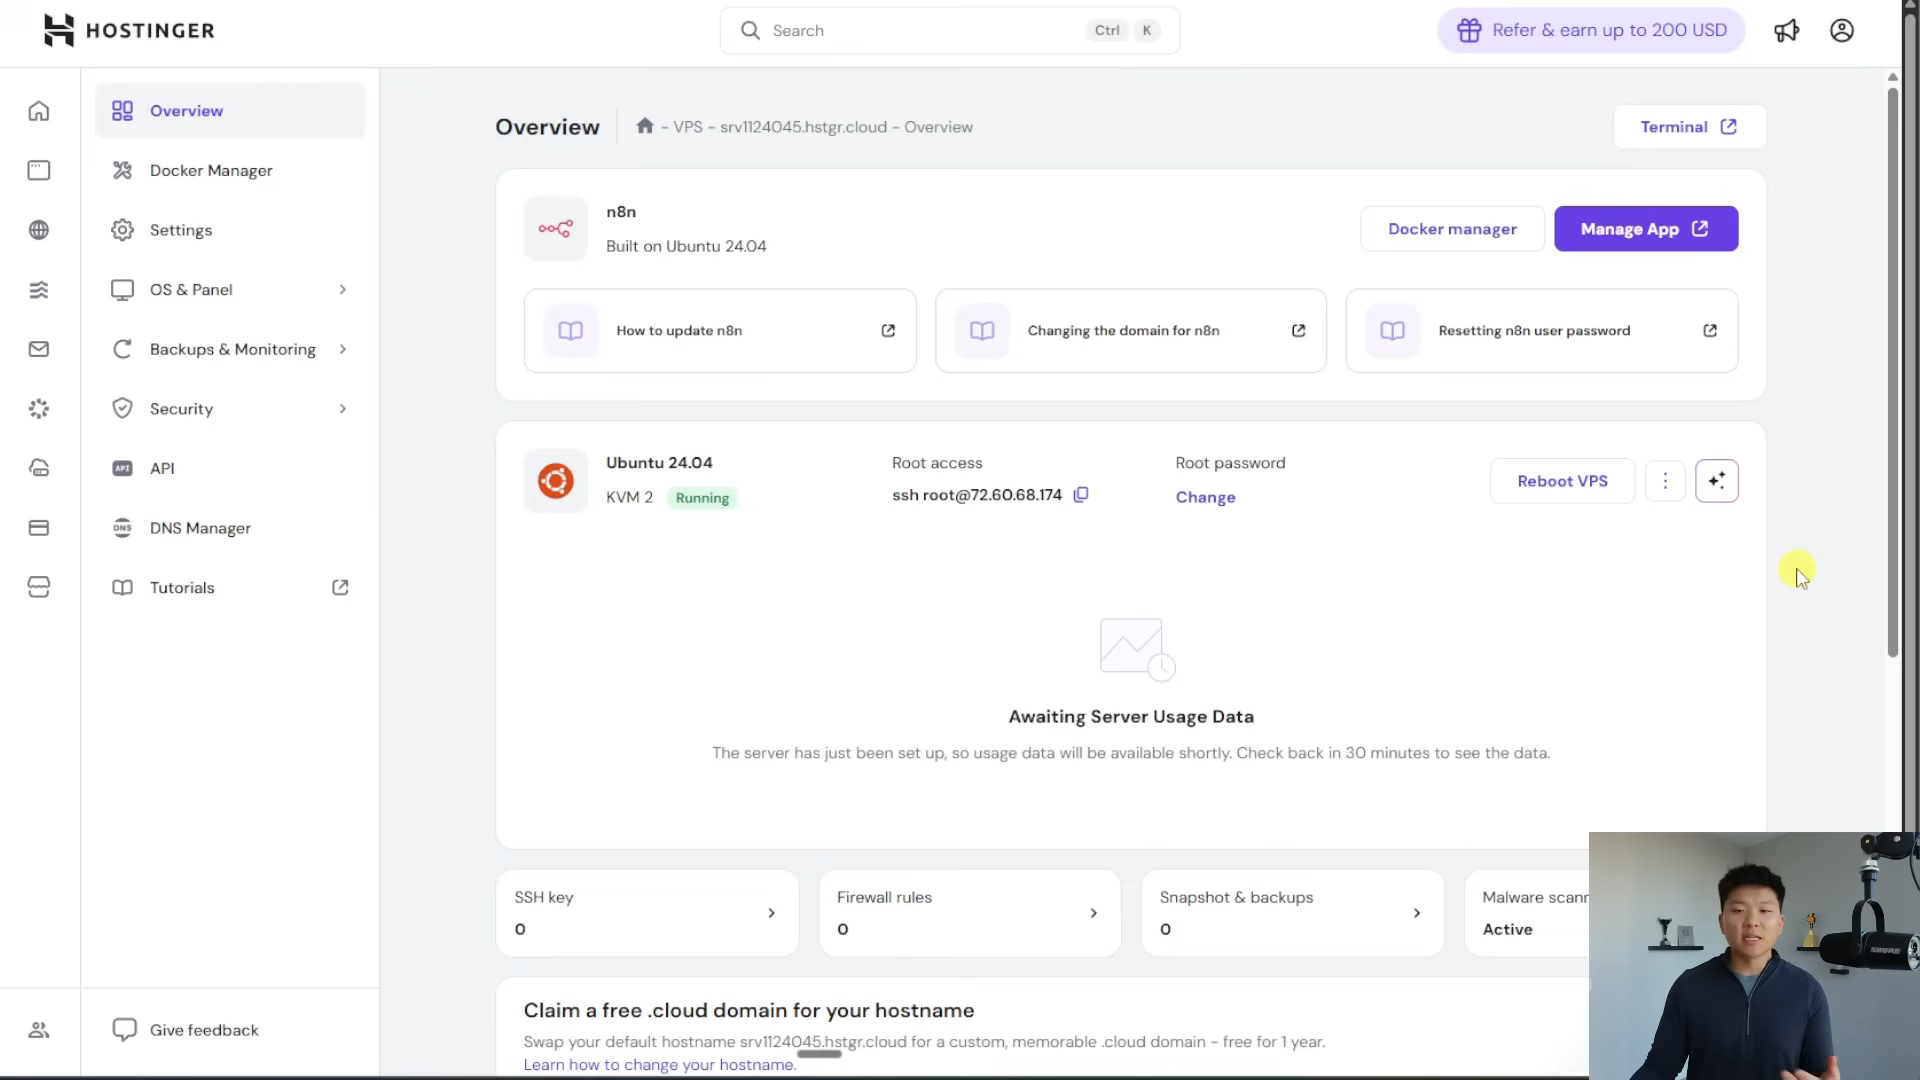 HOSTINGER
Search
Ctrl
K
Refer & earn up to 200 USD
Overview
Docker Manager
Settings
OS & Panel
Backups & Monitoring
Security
API
API
DNS
DNS Manager
Tutorials
Give feedback
Overview
- VPS - srv1124045.hstgr.cloud - Overview
Terminal
n8n
Built on Ubuntu 24.04
Docker manager
Manage App
How to update n8n
Changing the domain for n8n
Resetting n8n user password
Ubuntu 24.04
KVM 2
Running
Root access
ssh root@72.60.68.174
Root password
Change
Reboot VPS
Awaiting Server Usage Data
The server has just been set up, so usage data will be available shortly. Check back in 30 minutes to see the data.
SSH key
0
Firewall rules
0
Snapshot & backups
0
Malware scann
Active
Claim a free .cloud domain for your hostname
Swap your default hostname srv1124045.hstgr.cloud for a custom, memorable .cloud domain - free for 1 year.
Learn how to change your hostname.
SHURE